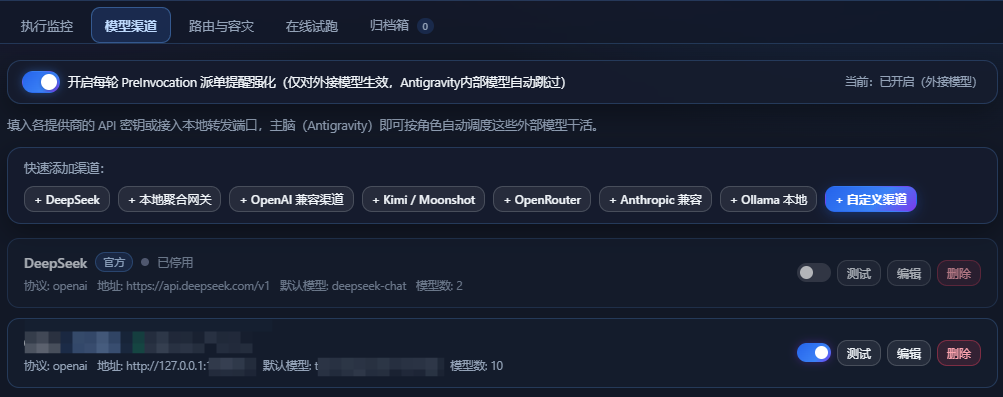 执行监控 模型渠道 路由与容灾 在线试跑 归档箱 0
开启每轮 PreInvocation 派单提醒强化（仅对外接模型生效，Antigravity内部模型自动跳过） 当前：已开启（外接模型）
填入各提供商的 API 密钥或接入本地转发端口，主脑（Antigravity）即可按角色自动调度这些外部模型干活。
快速添加渠道：
+ DeepSeek + 本地聚合网关 + OpenAI 兼容渠道 + Kimi / Moonshot + OpenRouter + Anthropic 兼容 + Ollama 本地 + 自定义渠道
DeepSeek 官方 已停用
协议: openai 地址: https://api.deepseek.com/v1 默认模型: deepseek-chat 模型数: 2 测试 编辑 删除
协议: openai 地址: http://127.0.0.1: 默认模型: 模型数: 10 测试 编辑 删除